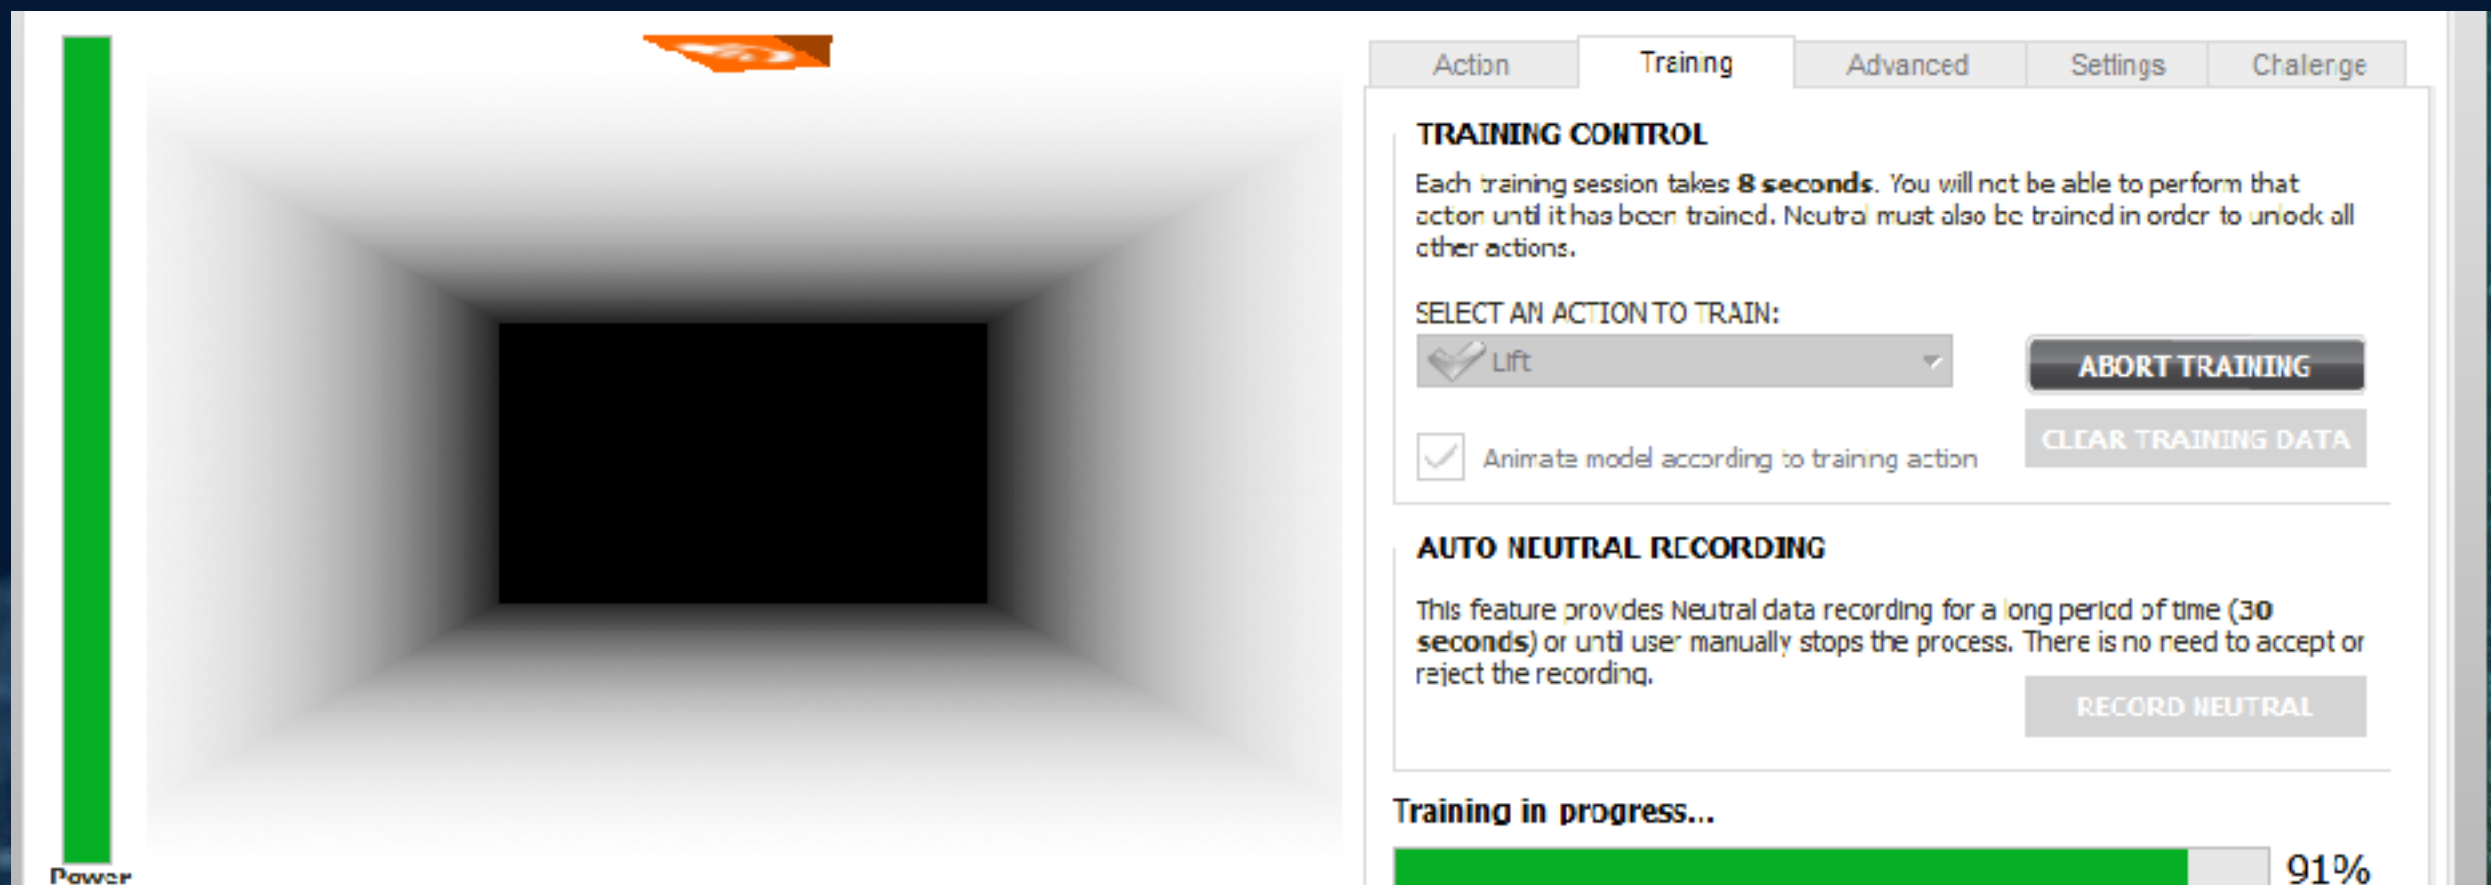 Action
Training
Advanced
Settings
Challenge
TRAINING CONTROL
Each training session takes 8 seconds. You will not be able to perform that
action until it has been trained. Neutral must also be trained in order to unlock all
other actions.
SELECT AN ACTION TO TRAIN:
Lift
ABORT TRAINING
Animate model according to training action
CLEAR TRAINING DATA
AUTO NEUTRAL RECORDING
This feature provides Neutral data recording for a long period of time (30
seconds) or until user manually stops the process. There is no need to accept or
reject the recording.
RECORD NEUTRAL
Training in progress...
91%
Power